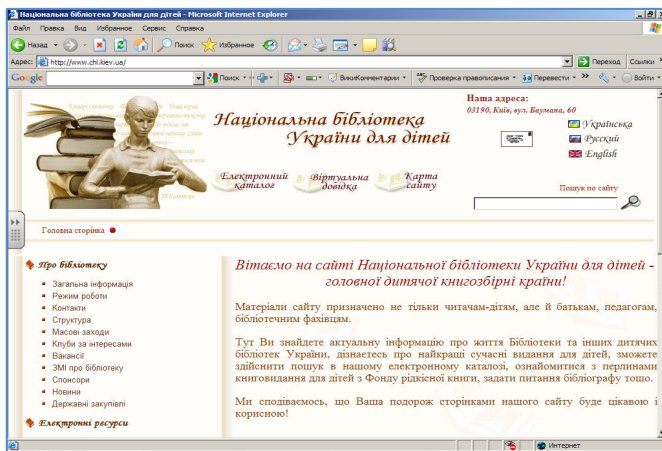 Національна бібліотека України для дітей - Microsoft Internet Explorer
Файл Правка Вид Избранное Сервис Справка
Назад Поиск Избранное
Адрес: http://www.chl.kiev.ua/ Переход Ссылки »
Google Поиск ВикиКомментарии Проверка правописания Перевести » Войти
Наша адреса:
03190, Київ, вул. Баумана, 60
Національна бібліотека
України для дітей
Українська
Русский
English
Електронний каталог
Віртуальна довідка
Карта сайту
Пошук по сайту
Головна сторінка
Про бібліотеку
Загальна інформація
Режим роботи
Контакти
Структура
Масові заходи
Клуби за інтересами
Вакансії
ЗМІ про бібліотеку
Спонсори
Новини
Державні закупівлі
Електронні ресурси
Вітаємо на сайті Національної бібліотеки України для дітей -
головної дитячої книгозбірні країни!
Матеріали сайту призначено не тільки читачам-дітям, але й батькам, педагогам,
бібліотечним фахівцям.
Тут Ви знайдете актуальну інформацію про життя Бібліотеки та інших дитячих
бібліотек України, дізнаєтесь про найкращі сучасні видання для дітей, зможете
здійснити пошук в нашому електронному каталозі, ознайомитися з перлинами
книговидання для дітей з Фонду рідкісної книги, задати питання бібліографу тощо.
Ми сподіваємось, що Ваша подорож сторінками нашого сайту буде цікавою і
корисною!
Интернет